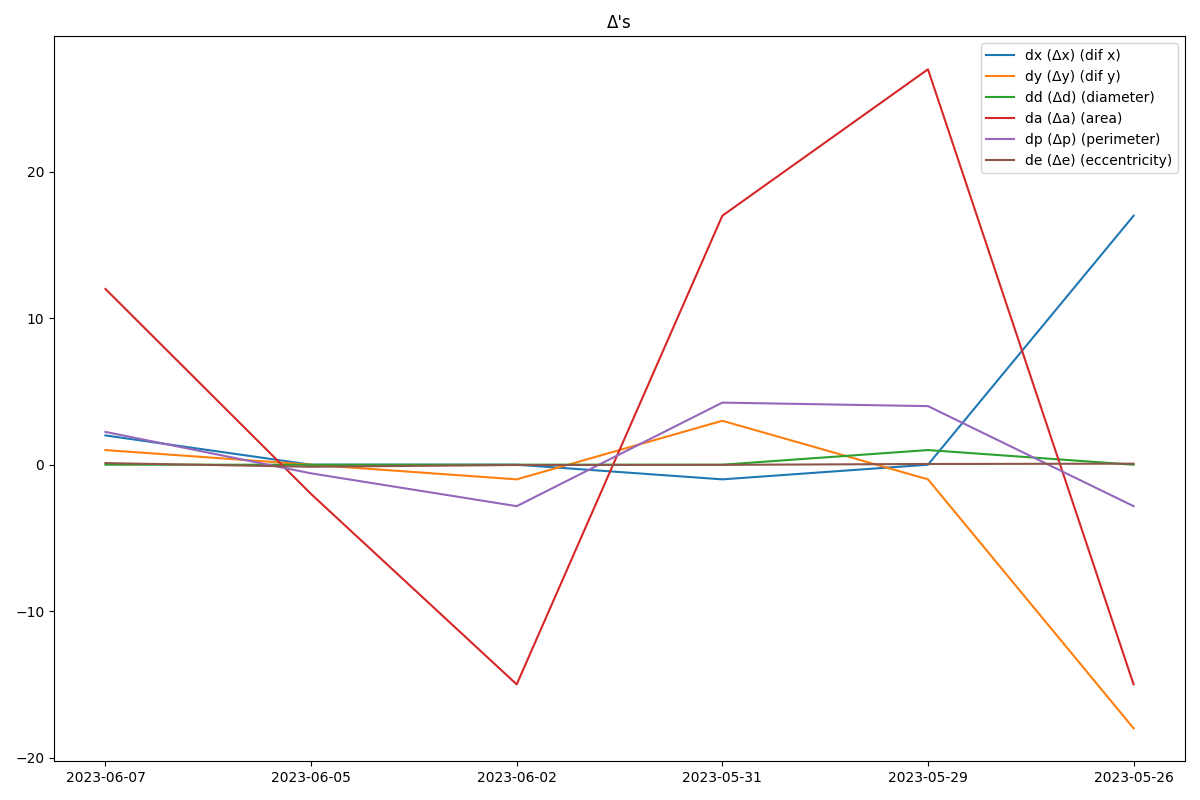 Δ's
dx (Δx) (dif x)
dy (Δy) (dif y)
dd (Δd) (diameter)
da (Δa) (area)
dp (Δp) (perimeter)
de (Δe) (eccentricity)
20
10
0
−10
−20
2023-06-07 2023-06-05 2023-06-02 2023-05-31 2023-05-29 2023-05-26